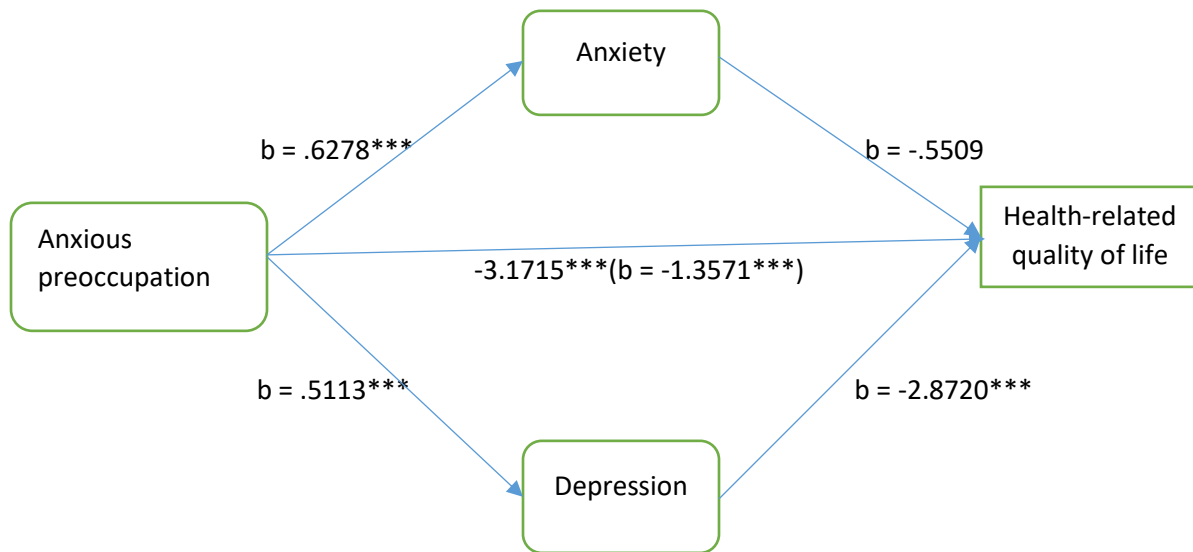 Anxiety
b = .6278***
b = -.5509
Anxious
preoccupation
Health-related
quality of life
-3.1715***(b = -1.3571***)
b = .5113***
b = -2.8720***
Depression